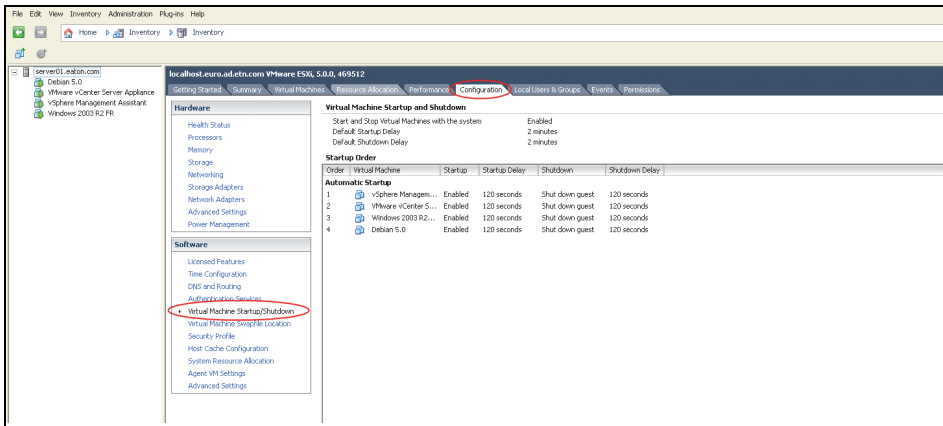 File Edit View Inventory Administration Plug-ins Help
Home Inventory Inventory
server01.eaton.com
Debian 5.0
VMware vCenter Server Appliance
vSphere Management Assistant
Windows 2003 R2 FR
localhost.euro.ad.etn.com VMware ESXi, 5.0.0, 469512
Getting Started Summary Virtual Machines Resource Allocation Performance Configuration Local Users & Groups Events Permissions
Hardware
Health Status
Processors
Memory
Storage
Networking
Storage Adapters
Network Adapters
Advanced Settings
Power Management
Software
Licensed Features
Time Configuration
DNS and Routing
Authentication Services
Virtual Machine Startup/Shutdown
Virtual Machine Swapfile Location
Security Profile
Host Cache Configuration
System Resource Allocation
Agent VM Settings
Advanced Settings
Virtual Machine Startup and Shutdown
Start and Stop Virtual Machines with the system Enabled
Default Startup Delay 2 minutes
Default Shutdown Delay 2 minutes
Startup Order
Order Virtual Machine Startup Startup Delay Shutdown Shutdown Delay
Automatic Startup
1 vSphere Managem... Enabled 120 seconds Shut down guest 120 seconds
2 VMware vCenter S... Enabled 120 seconds Shut down guest 120 seconds
3 Windows 2003 R2... Enabled 120 seconds Shut down guest 120 seconds
4 Debian 5.0 Enabled 120 seconds Shut down guest 120 seconds